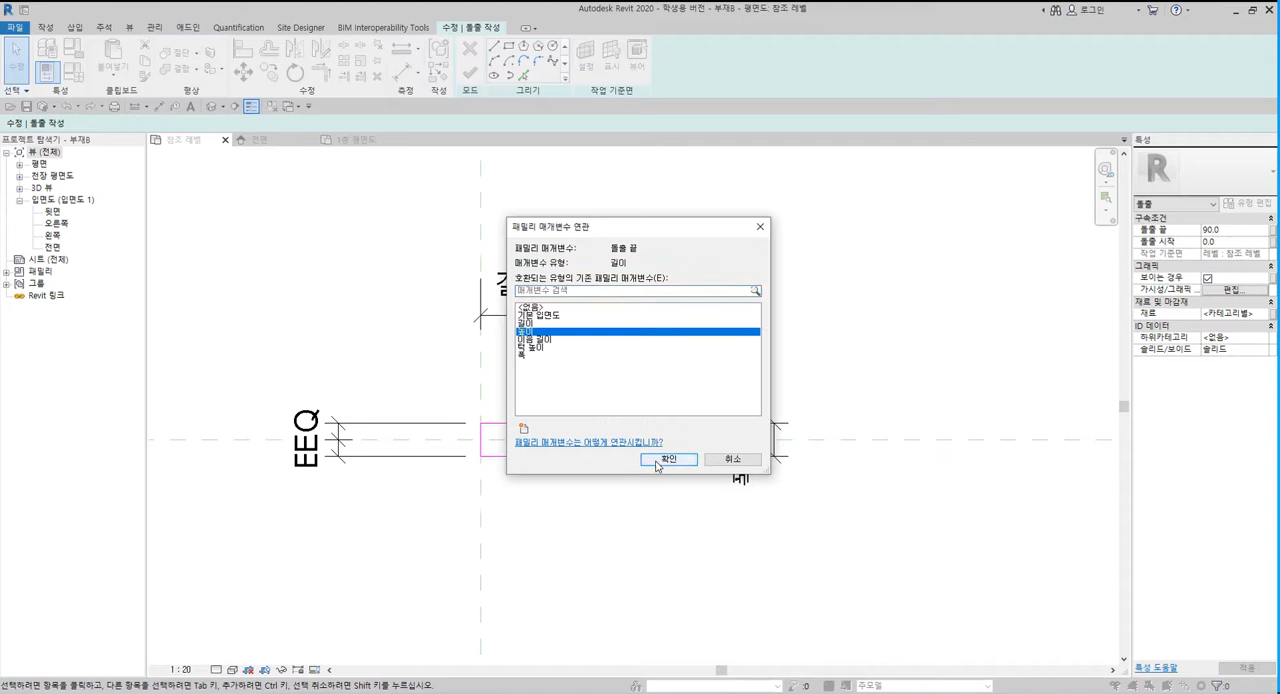 Autodesk Revit 2020 - 학생용 버전 - 부재B - 평면도: 참조 레벨
로그인
파일 작성 삽입 주석 뷰 관리 애드인 Quantification Site Designer BIM Interoperability Tools 수정 | 돌출 작성
수정 붙여넣기 절단 결합 설정 표시 뷰어
선택 특성 클립보드 형상 수정 측정 작성 모드 그리기 작업 기준면
수정 | 돌출 작성
프로젝트 탐색기 - 부재B
뷰 (전체)
평면
천장 평면도
3D 뷰
입면도 (입면도 1)
뒷면
오른쪽
왼쪽
전면
시트 (전체)
패밀리
그룹
Revit 링크
참조 레벨 전면 1층 평면도
EEQ
패밀리 매개변수 연관
패밀리 매개변수: 돌출 끝
매개변수 유형: 길이
호환되는 유형의 기존 패밀리 매개변수(E):
매개변수 검색
<없음>
기본 입면도
길이
높이
이음 길이
턱 높이
폭
패밀리 매개변수는 어떻게 연관시킵니까?
확인 취소
특성
돌출 유형 편집
구속조건
돌출 끝 90.0
돌출 시작 0.0
작업 기준면 레벨 : 참조 레벨
그래픽
보이는 경우
가시성/그래픽 ... 편집...
재료 및 마감재
재료 <카테고리별>
ID 데이터
하위카테고리 <없음>
솔리드/보이드 솔리드
특성 도움말 적용
1 : 20
선택하려면 항목을 클릭하고, 다른 항목을 선택하려면 Tab 키, 추가하려면 Ctrl 키, 선택 취소하려면 Shift 키를 누르십시오.
:0 주모델 :0